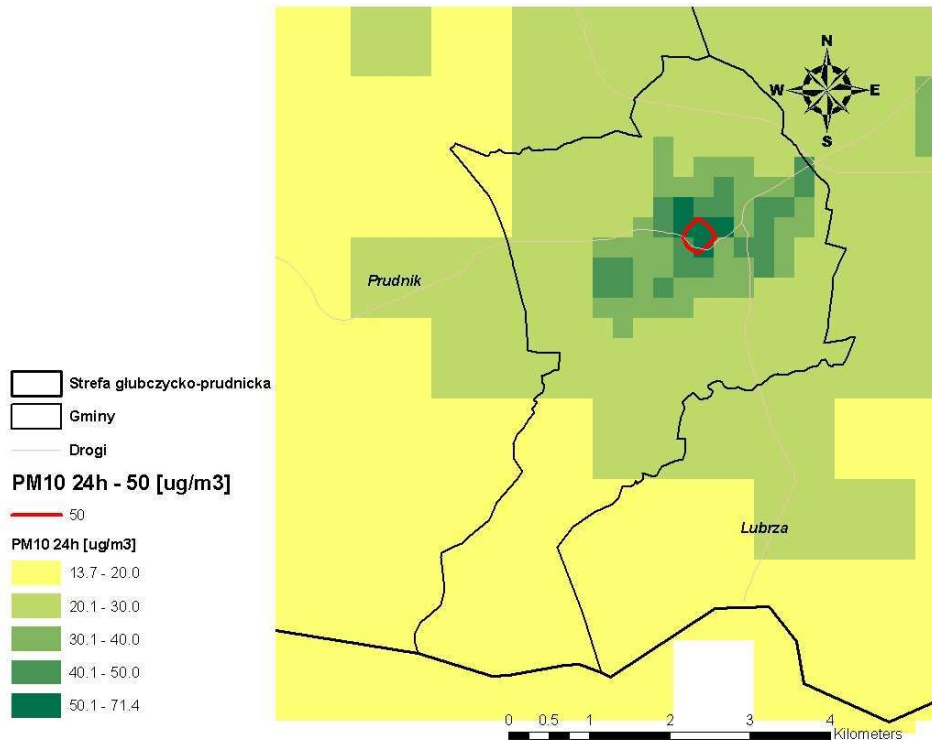 N
W E
S
Prudnik
Lubrza
Strefa głubczycko-prudnicka
Gminy
Drogi
PM10 24h - 50 [ug/m3]
50
PM10 24h [ug/m3]
13.7 - 20.0
20.1 - 30.0
30.1 - 40.0
40.1 - 50.0
50.1 - 71.4
0 0.5 1 2 3 4
Kilometers